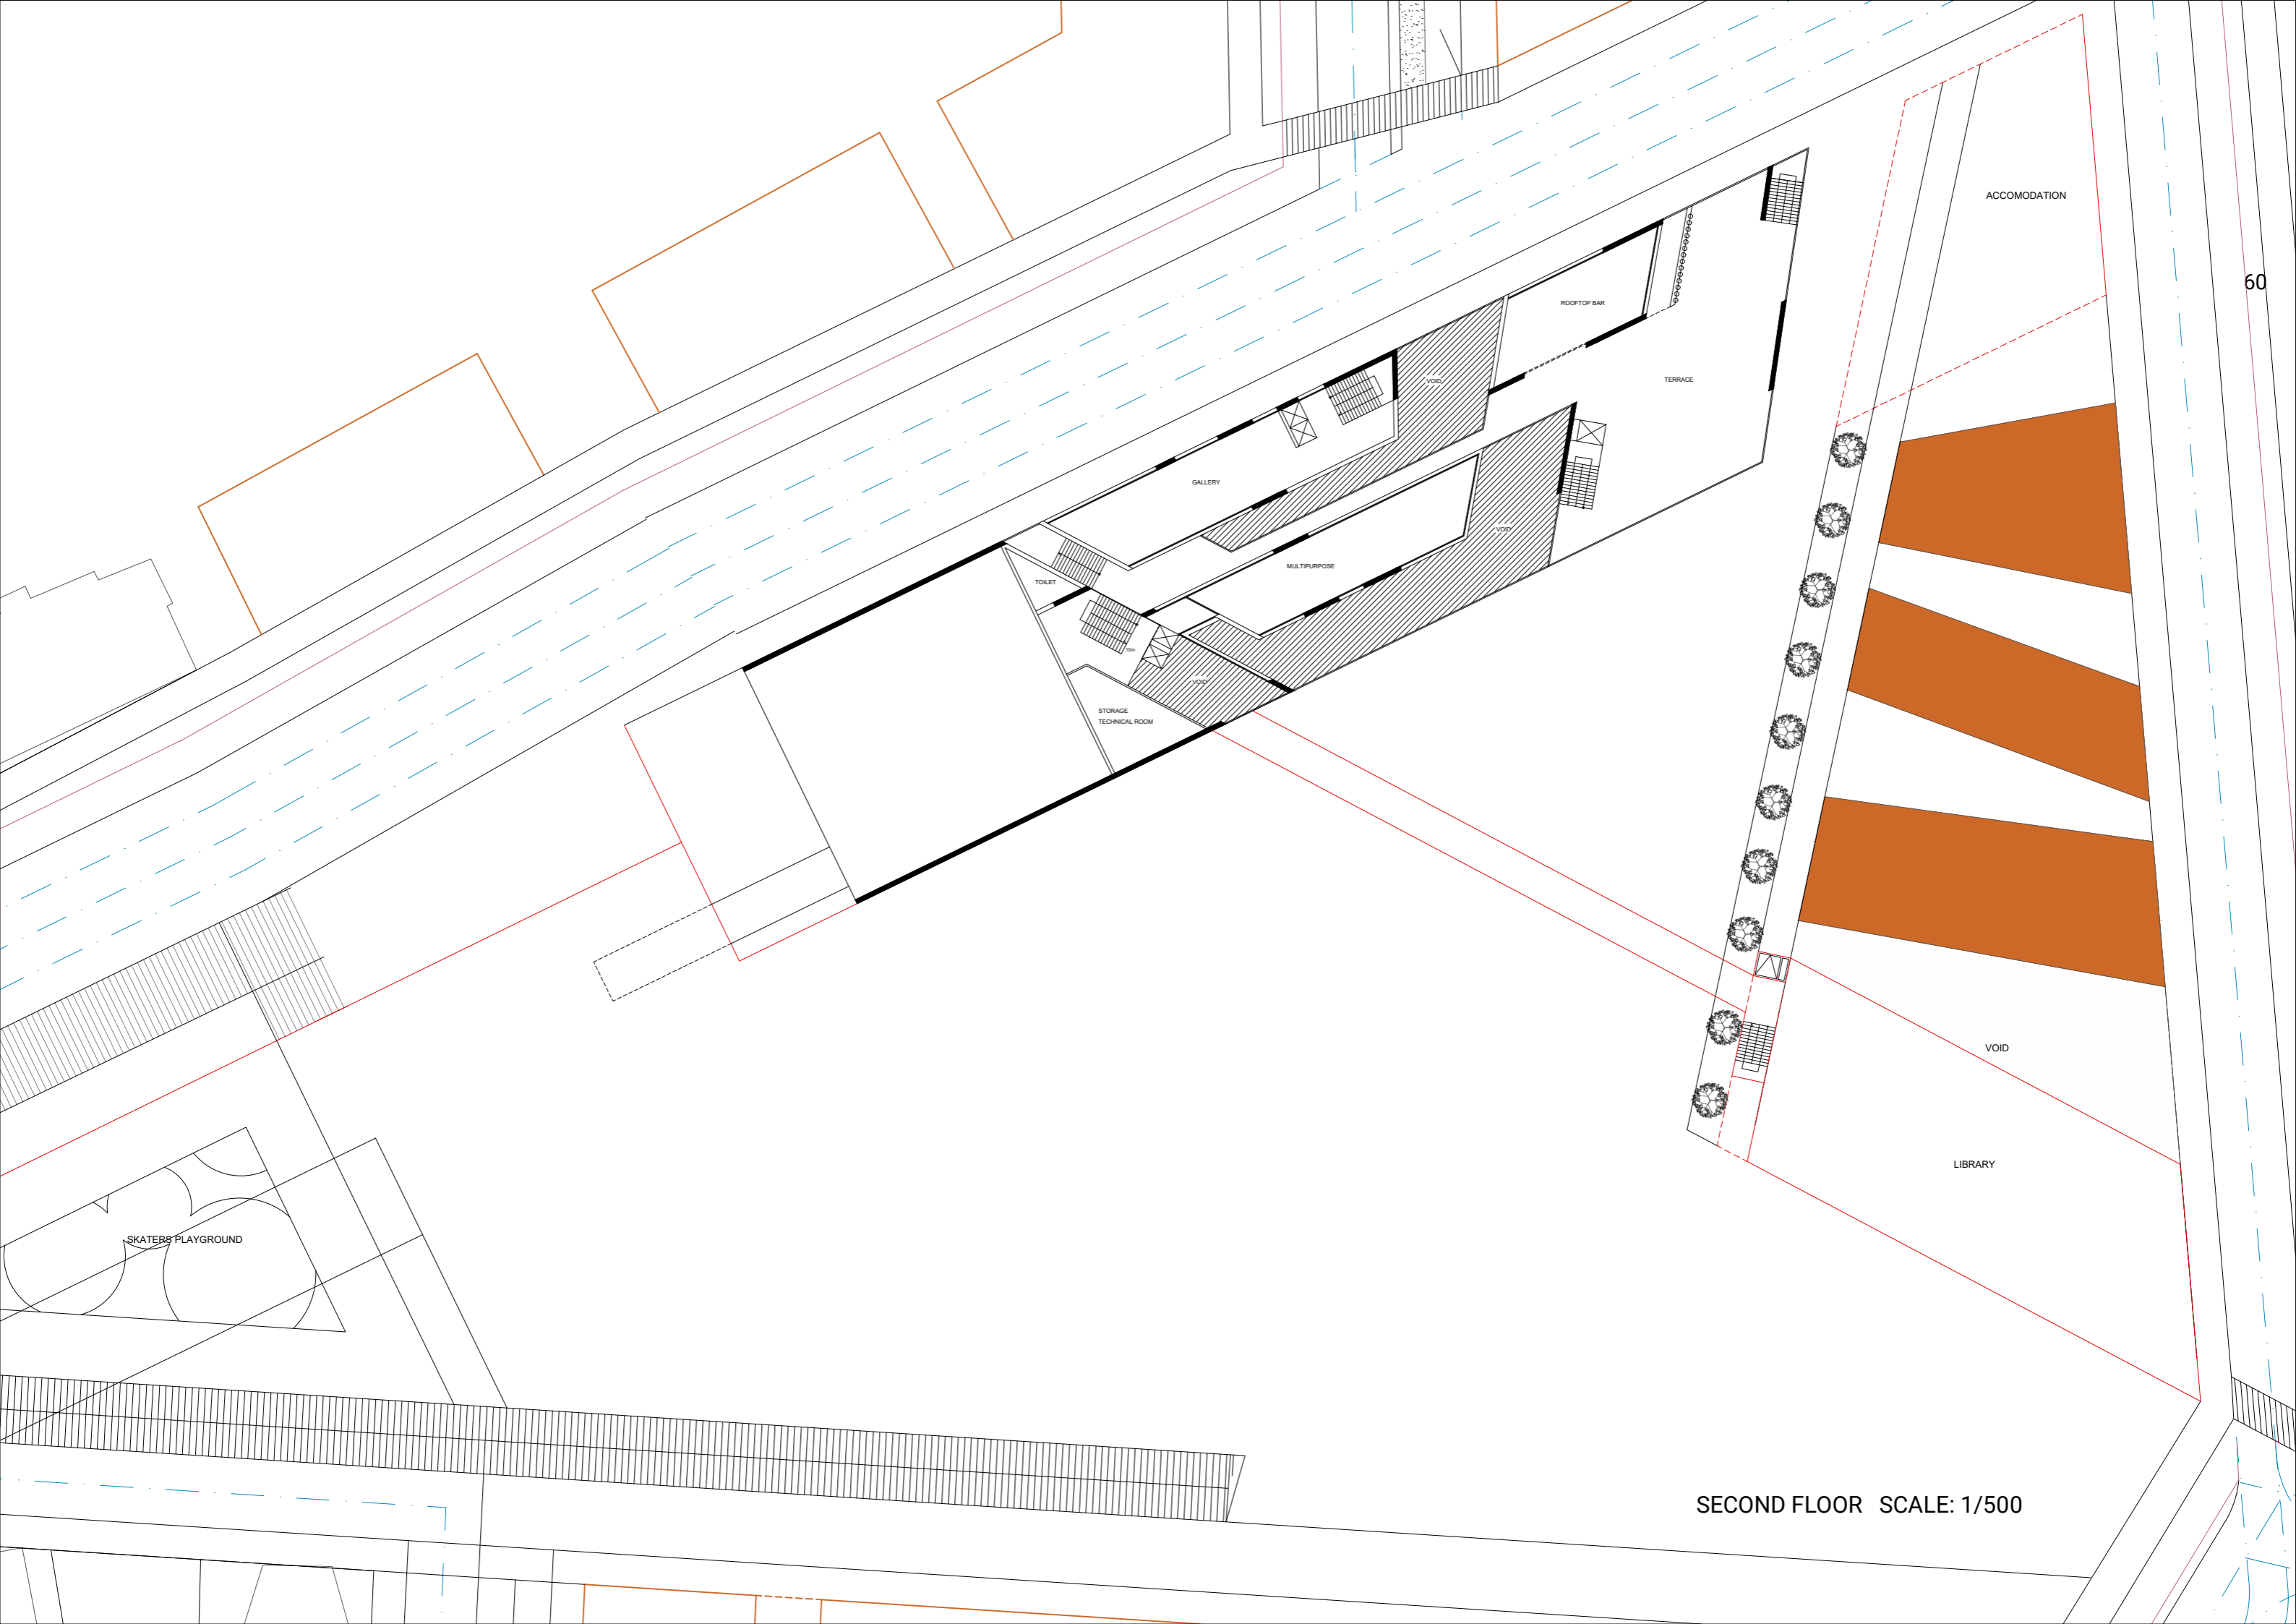 ACCOMODATION
60
ROOFTOP BAR
VOID
TERRACE
GALLERY
VOID
MULTIPURPOSE
TOILET
VOID
STORAGE
TECHNICAL ROOM
VOID
LIBRARY
SKATERS PLAYGROUND
SECOND FLOOR SCALE: 1/500